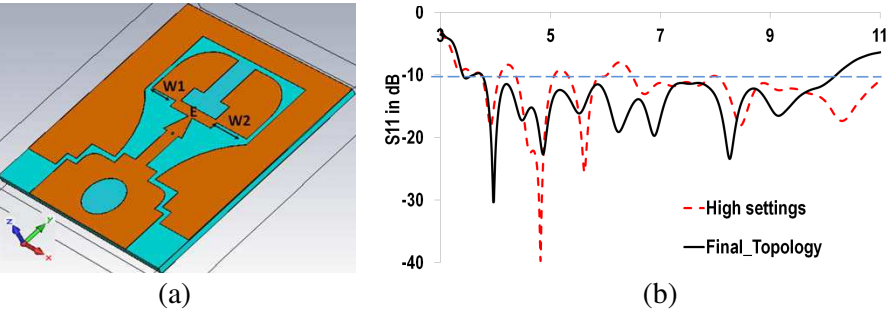 W1
E
W2
z
y
x
(a)
0
3 5 7 9 11
-10
-20
-30
-40
S11 in dB
High settings
Final_Topology
(b)